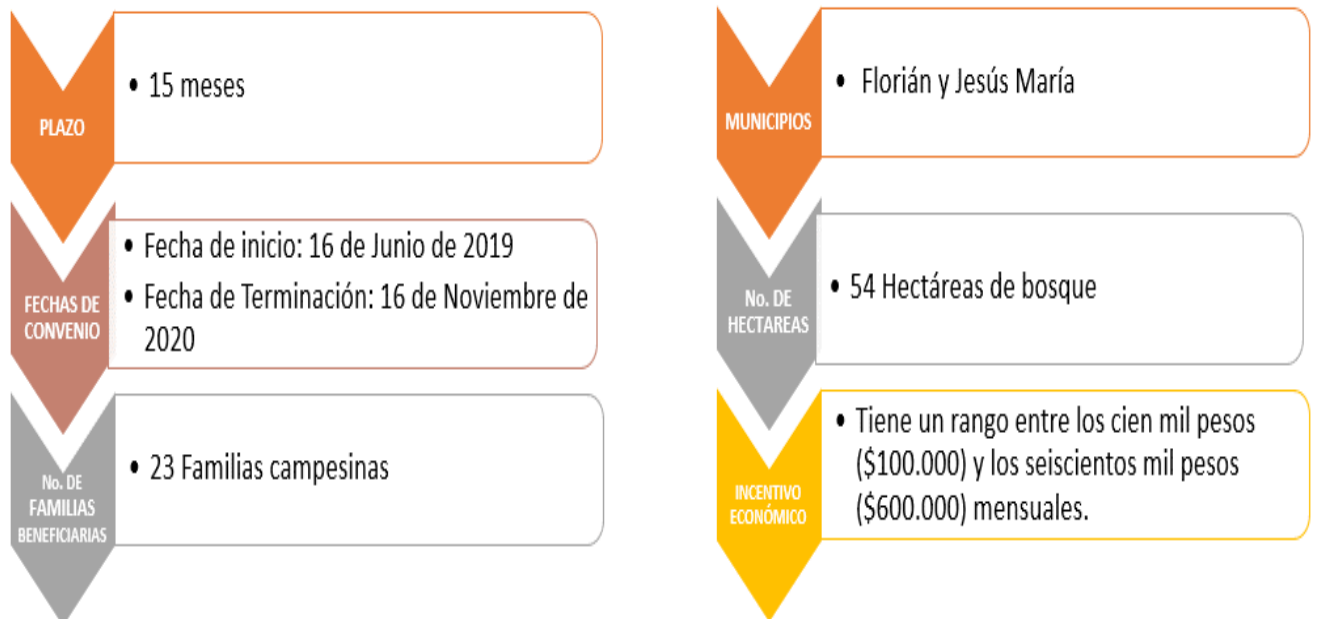 PLAZO
• 15 meses
FECHAS DE
CONVENIO
• Fecha de inicio: 16 de Junio de 2019
• Fecha de Terminación: 16 de Noviembre de
2020
No. DE
FAMILIAS
BENEFICIARIAS
• 23 Familias campesinas
MUNICIPIOS
• Florián y Jesús María
No. DE
HECTAREAS
• 54 Hectáreas de bosque
INCENTIVO
ECONÓMICO
• Tiene un rango entre los cien mil pesos
($100.000) y los seiscientos mil pesos
($600.000) mensuales.